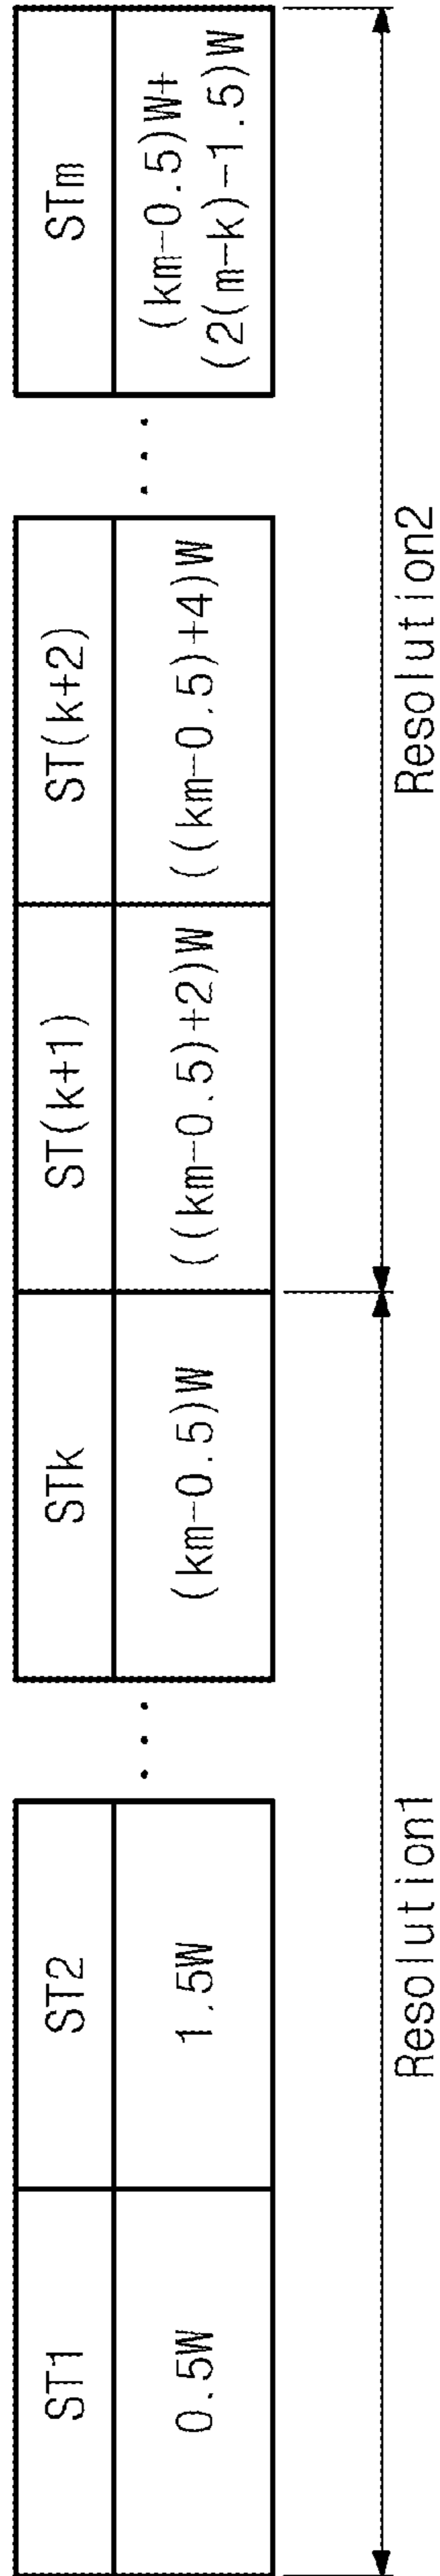 ST1
ST2
STk
ST(k+1)
ST(k+2)
STm
0.5W
1.5W
...
(km-0.5)W
((km-0.5)+2)W
((km-0.5)+4)W
...
(km-0.5)W+
(2(m-k)-1.5)W
Resolution1
Resolution2